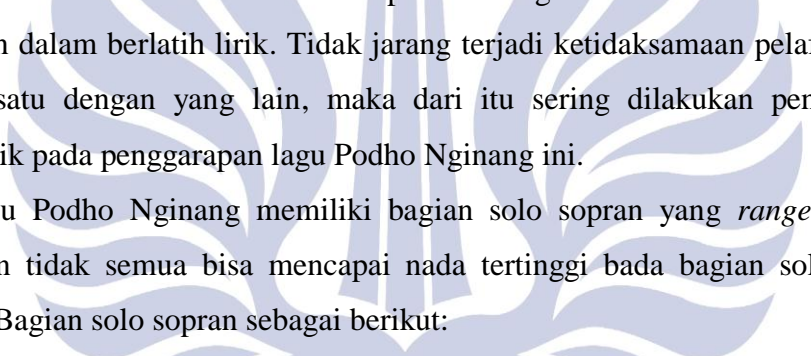 n dalam berlatih lirik. Tidak jarang terjadi ketidaksamaan pela
satu dengan yang lain, maka dari itu sering dilakukan pen
ik pada penggarapan lagu Podho Nginang ini.
u Podho Nginang memiliki bagian solo sopran yang range
n tidak semua bisa mencapai nada tertinggi bada bagian sol
Bagian solo sopran sebagai berikut: